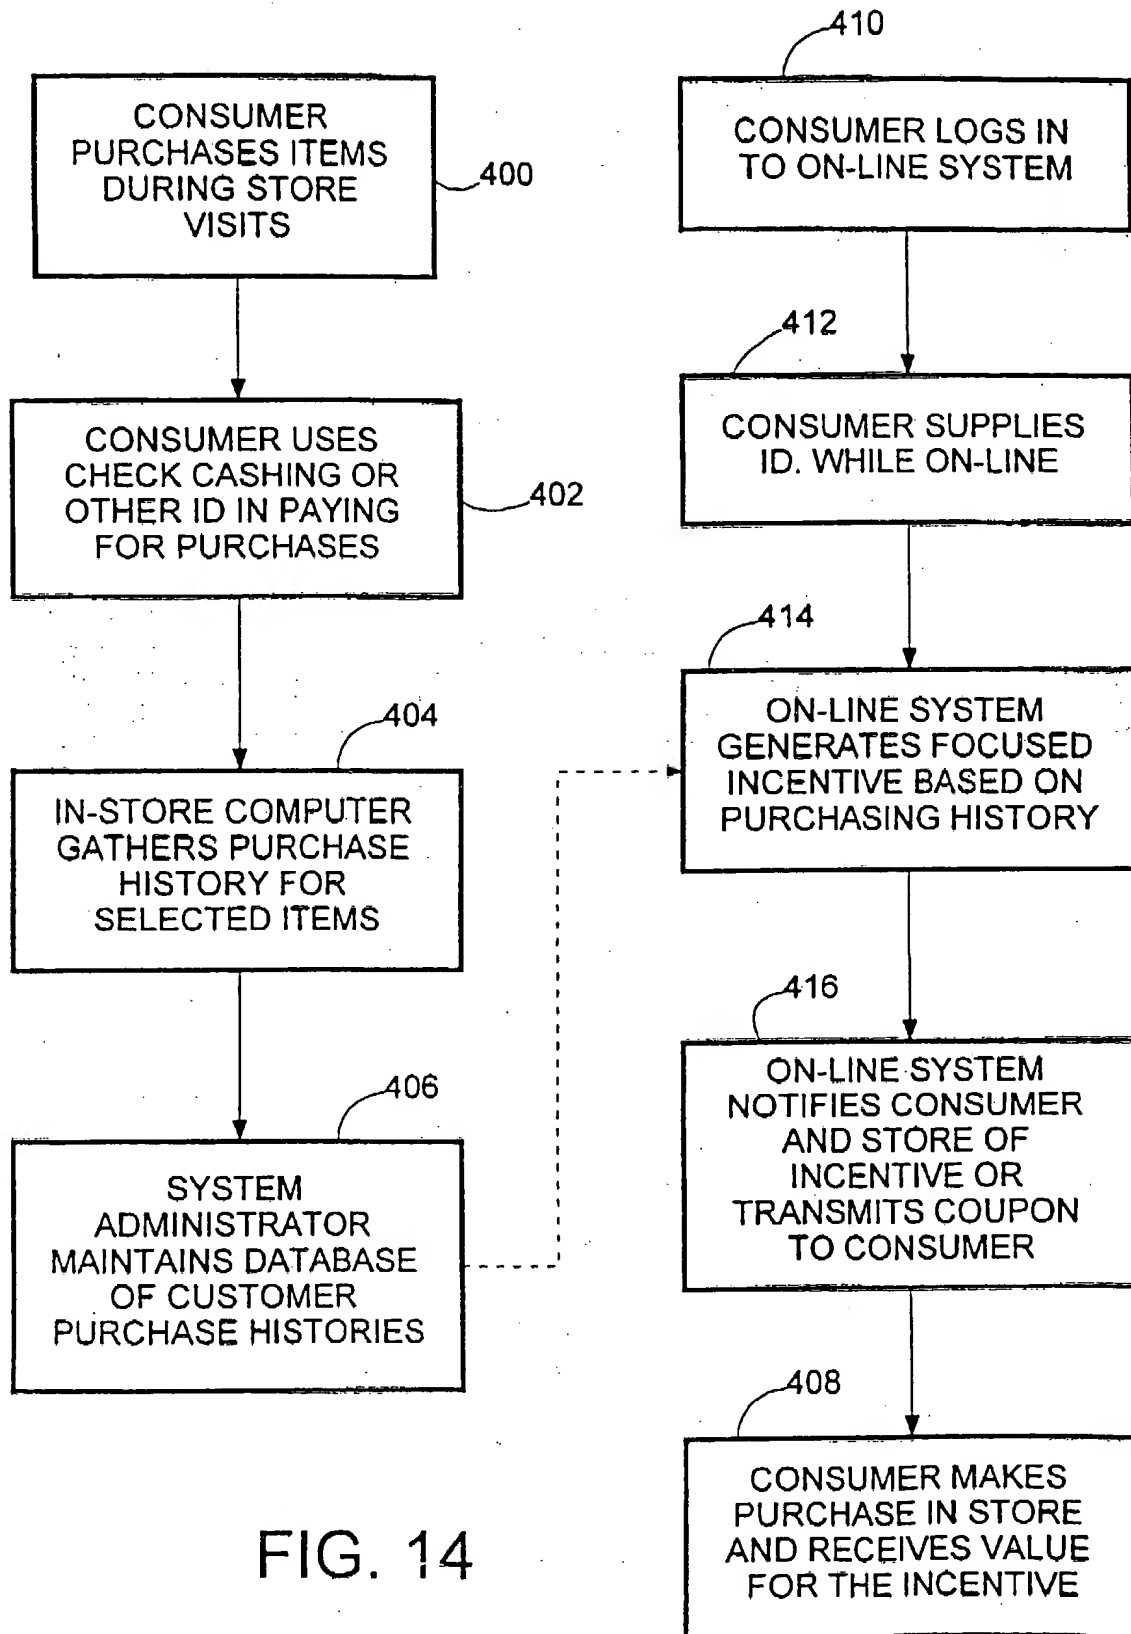 CONSUMER
PURCHASES ITEMS
DURING STORE
VISITS
400
CONSUMER USES
CHECK CASHING OR
OTHER ID IN PAYING
FOR PURCHASES
402
404
IN-STORE COMPUTER
GATHERS PURCHASE
HISTORY FOR
SELECTED ITEMS
406
SYSTEM
ADMINISTRATOR
MAINTAINS DATABASE
OF CUSTOMER
PURCHASE HISTORIES
410
CONSUMER LOGS IN
TO ON-LINE SYSTEM
412
CONSUMER SUPPLIES
ID. WHILE ON-LINE
414
ON-LINE SYSTEM
GENERATES FOCUSED
INCENTIVE BASED ON
PURCHASING HISTORY
416
ON-LINE SYSTEM
NOTIFIES CONSUMER
AND STORE OF
INCENTIVE OR
TRANSMITS COUPON
TO CONSUMER
408
CONSUMER MAKES
PURCHASE IN STORE
AND RECEIVES VALUE
FOR THE INCENTIVE
FIG. 14